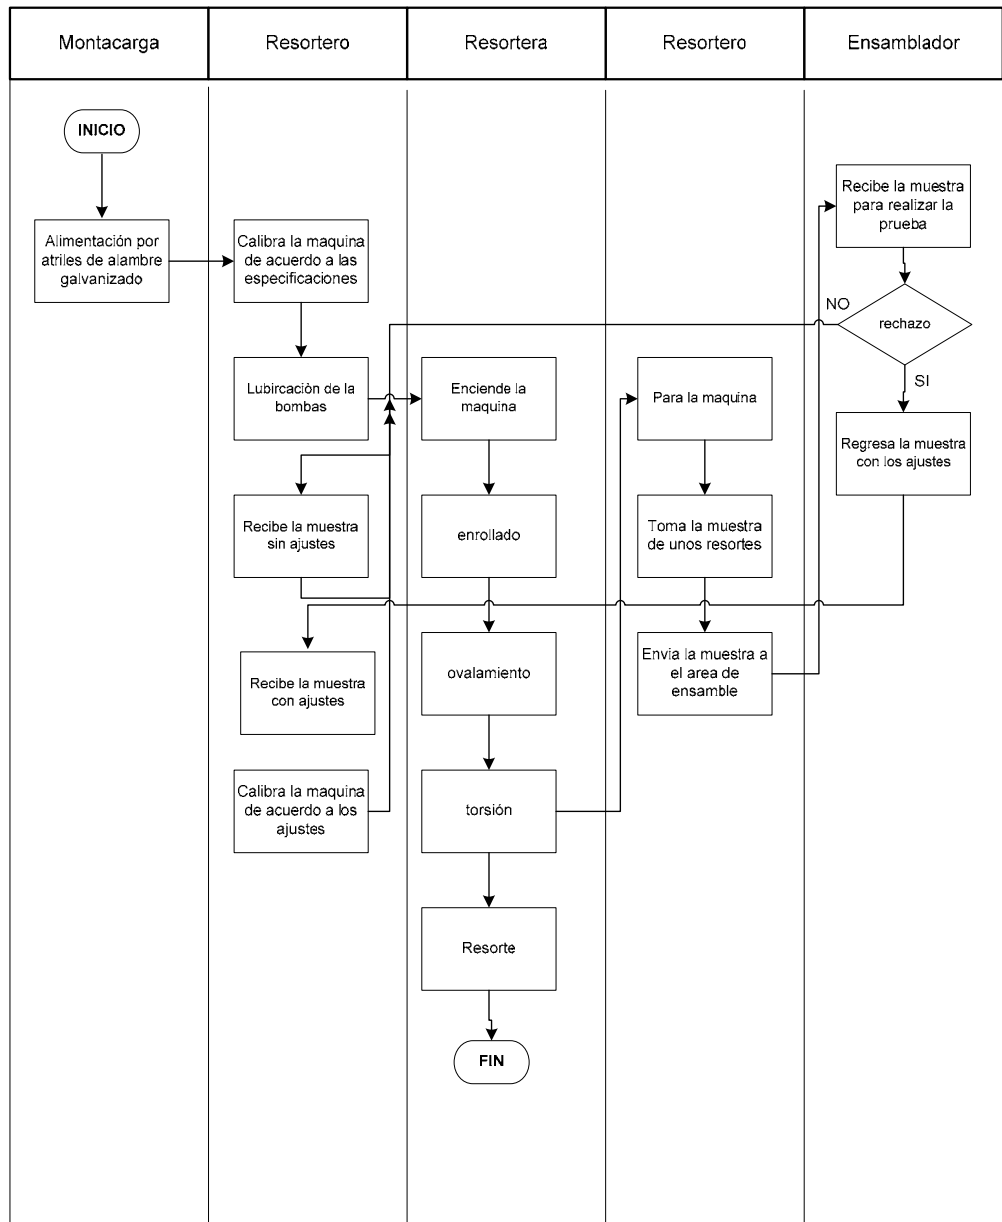 Montacarga
Resortero
Resortera
Resortero
Ensamblador
INICIO
Alimentación por
atriles de alambre
galvanizado
Calibra la maquina
de acuerdo a las
especificaciones
Lubircación de la
bombas
Recibe la muestra
sin ajustes
Recibe la muestra
con ajustes
Calibra la maquina
de acuerdo a los
ajustes
Enciende la
maquina
enrollado
ovalamiento
torsión
Resorte
FIN
Para la maquina
Toma la muestra
de unos resortes
Envia la muestra a
el area de
ensamble
Recibe la muestra
para realizar la
prueba
NO
rechazo
SI
Regresa la muestra
con los ajustes